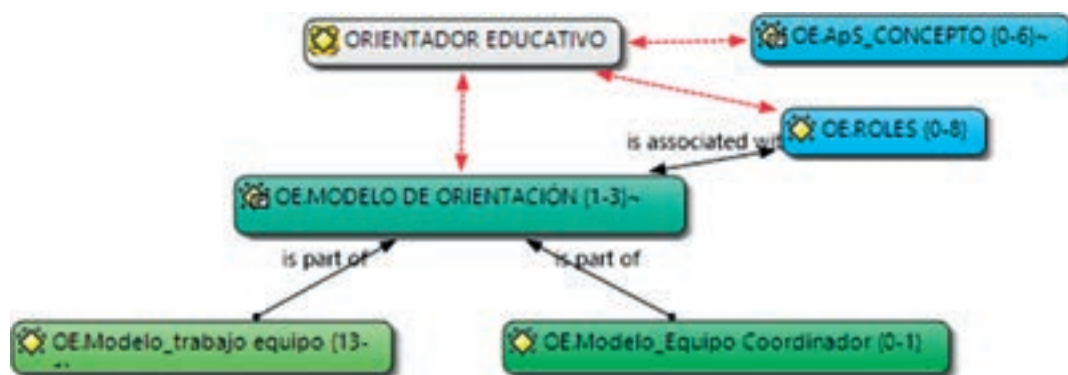 ORIENTADOR EDUCATIVO
OE.ApS_CONCEPTO {0-6}~
OE.ROLES {0-8}
is associated wit
OE.MODELO DE ORIENTACIÓN {1-3}~
is part of
is part of
OE.Modelo_trabajo equipo {13-
OE.Modelo_Equipo Coordinador {0-1}